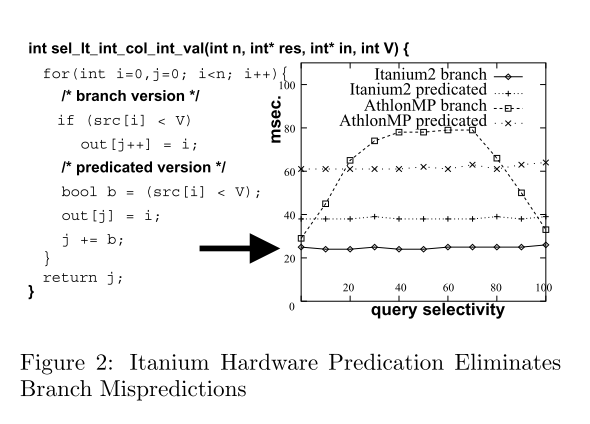 int sel_lt_int_col_int_val(int n, int* res, int* in, int V) {
for(int i=0,j=0; i<n; i++){
/* branch version */
if (src[i] < V)
out[j++] = i;
/* predicated version */
bool b = (src[i] < V);
out[j] = i;
j += b;
}
return j;
}
msec.
100
80
60
40
20
0
Itanium2 branch
Itanium2 predicated
AthlonMP branch
AthlonMP predicated
20 40 60 80 100
query selectivity
Figure 2: Itanium Hardware Predication Eliminates
Branch Mispredictions